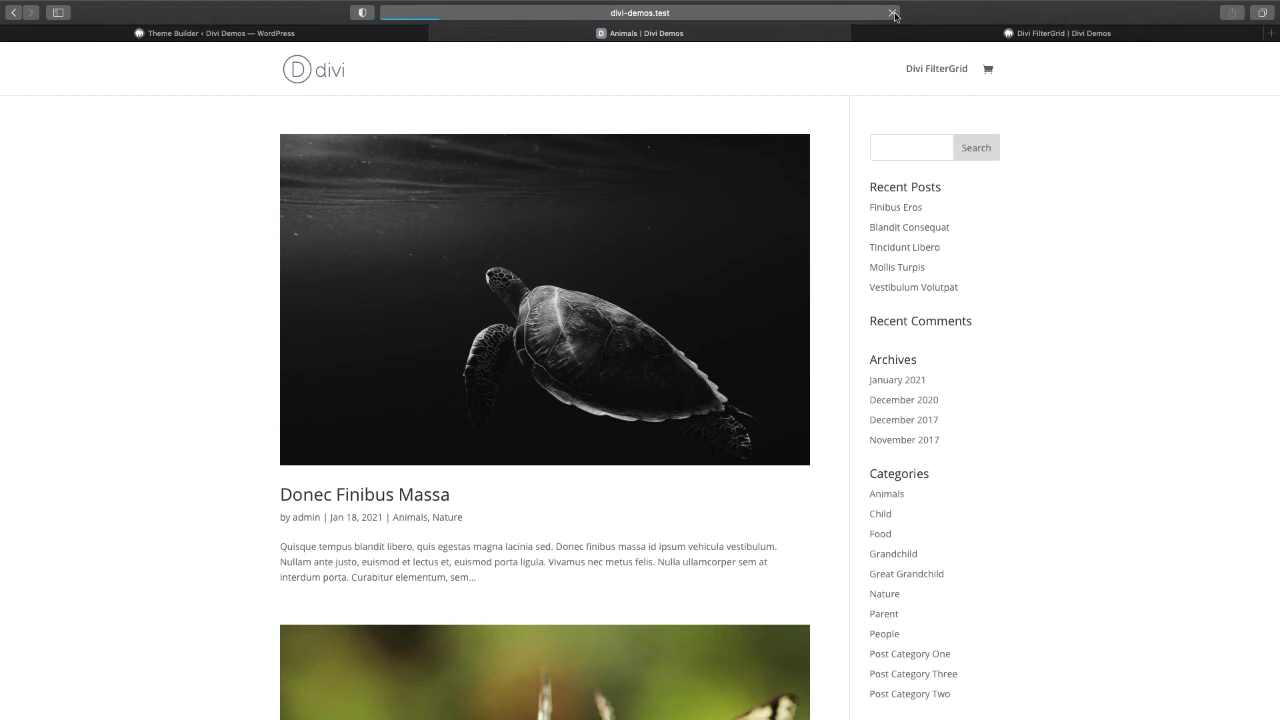 divi-demos.test
Theme Builder ‹ Divi Demos — WordPress
D Animals | Divi Demos
Divi FilterGrid | Divi Demos
D divi
Divi FilterGrid
Search
Recent Posts
Finibus Eros
Blandit Consequat
Tincidunt Libero
Mollis Turpis
Vestibulum Volutpat
Recent Comments
Archives
January 2021
December 2020
December 2017
November 2017
Categories
Animals
Child
Food
Grandchild
Great Grandchild
Nature
Parent
People
Post Category One
Post Category Three
Post Category Two
Donec Finibus Massa
by admin | Jan 18, 2021 | Animals, Nature
Quisque tempus blandit libero, quis egestas magna lacinia sed. Donec finibus massa id ipsum vehicula vestibulum.
Nullam ante justo, euismod et lectus et, euismod porta ligula. Vivamus nec metus felis. Nulla ullamcorper sem at
interdum porta. Curabitur elementum, sem...